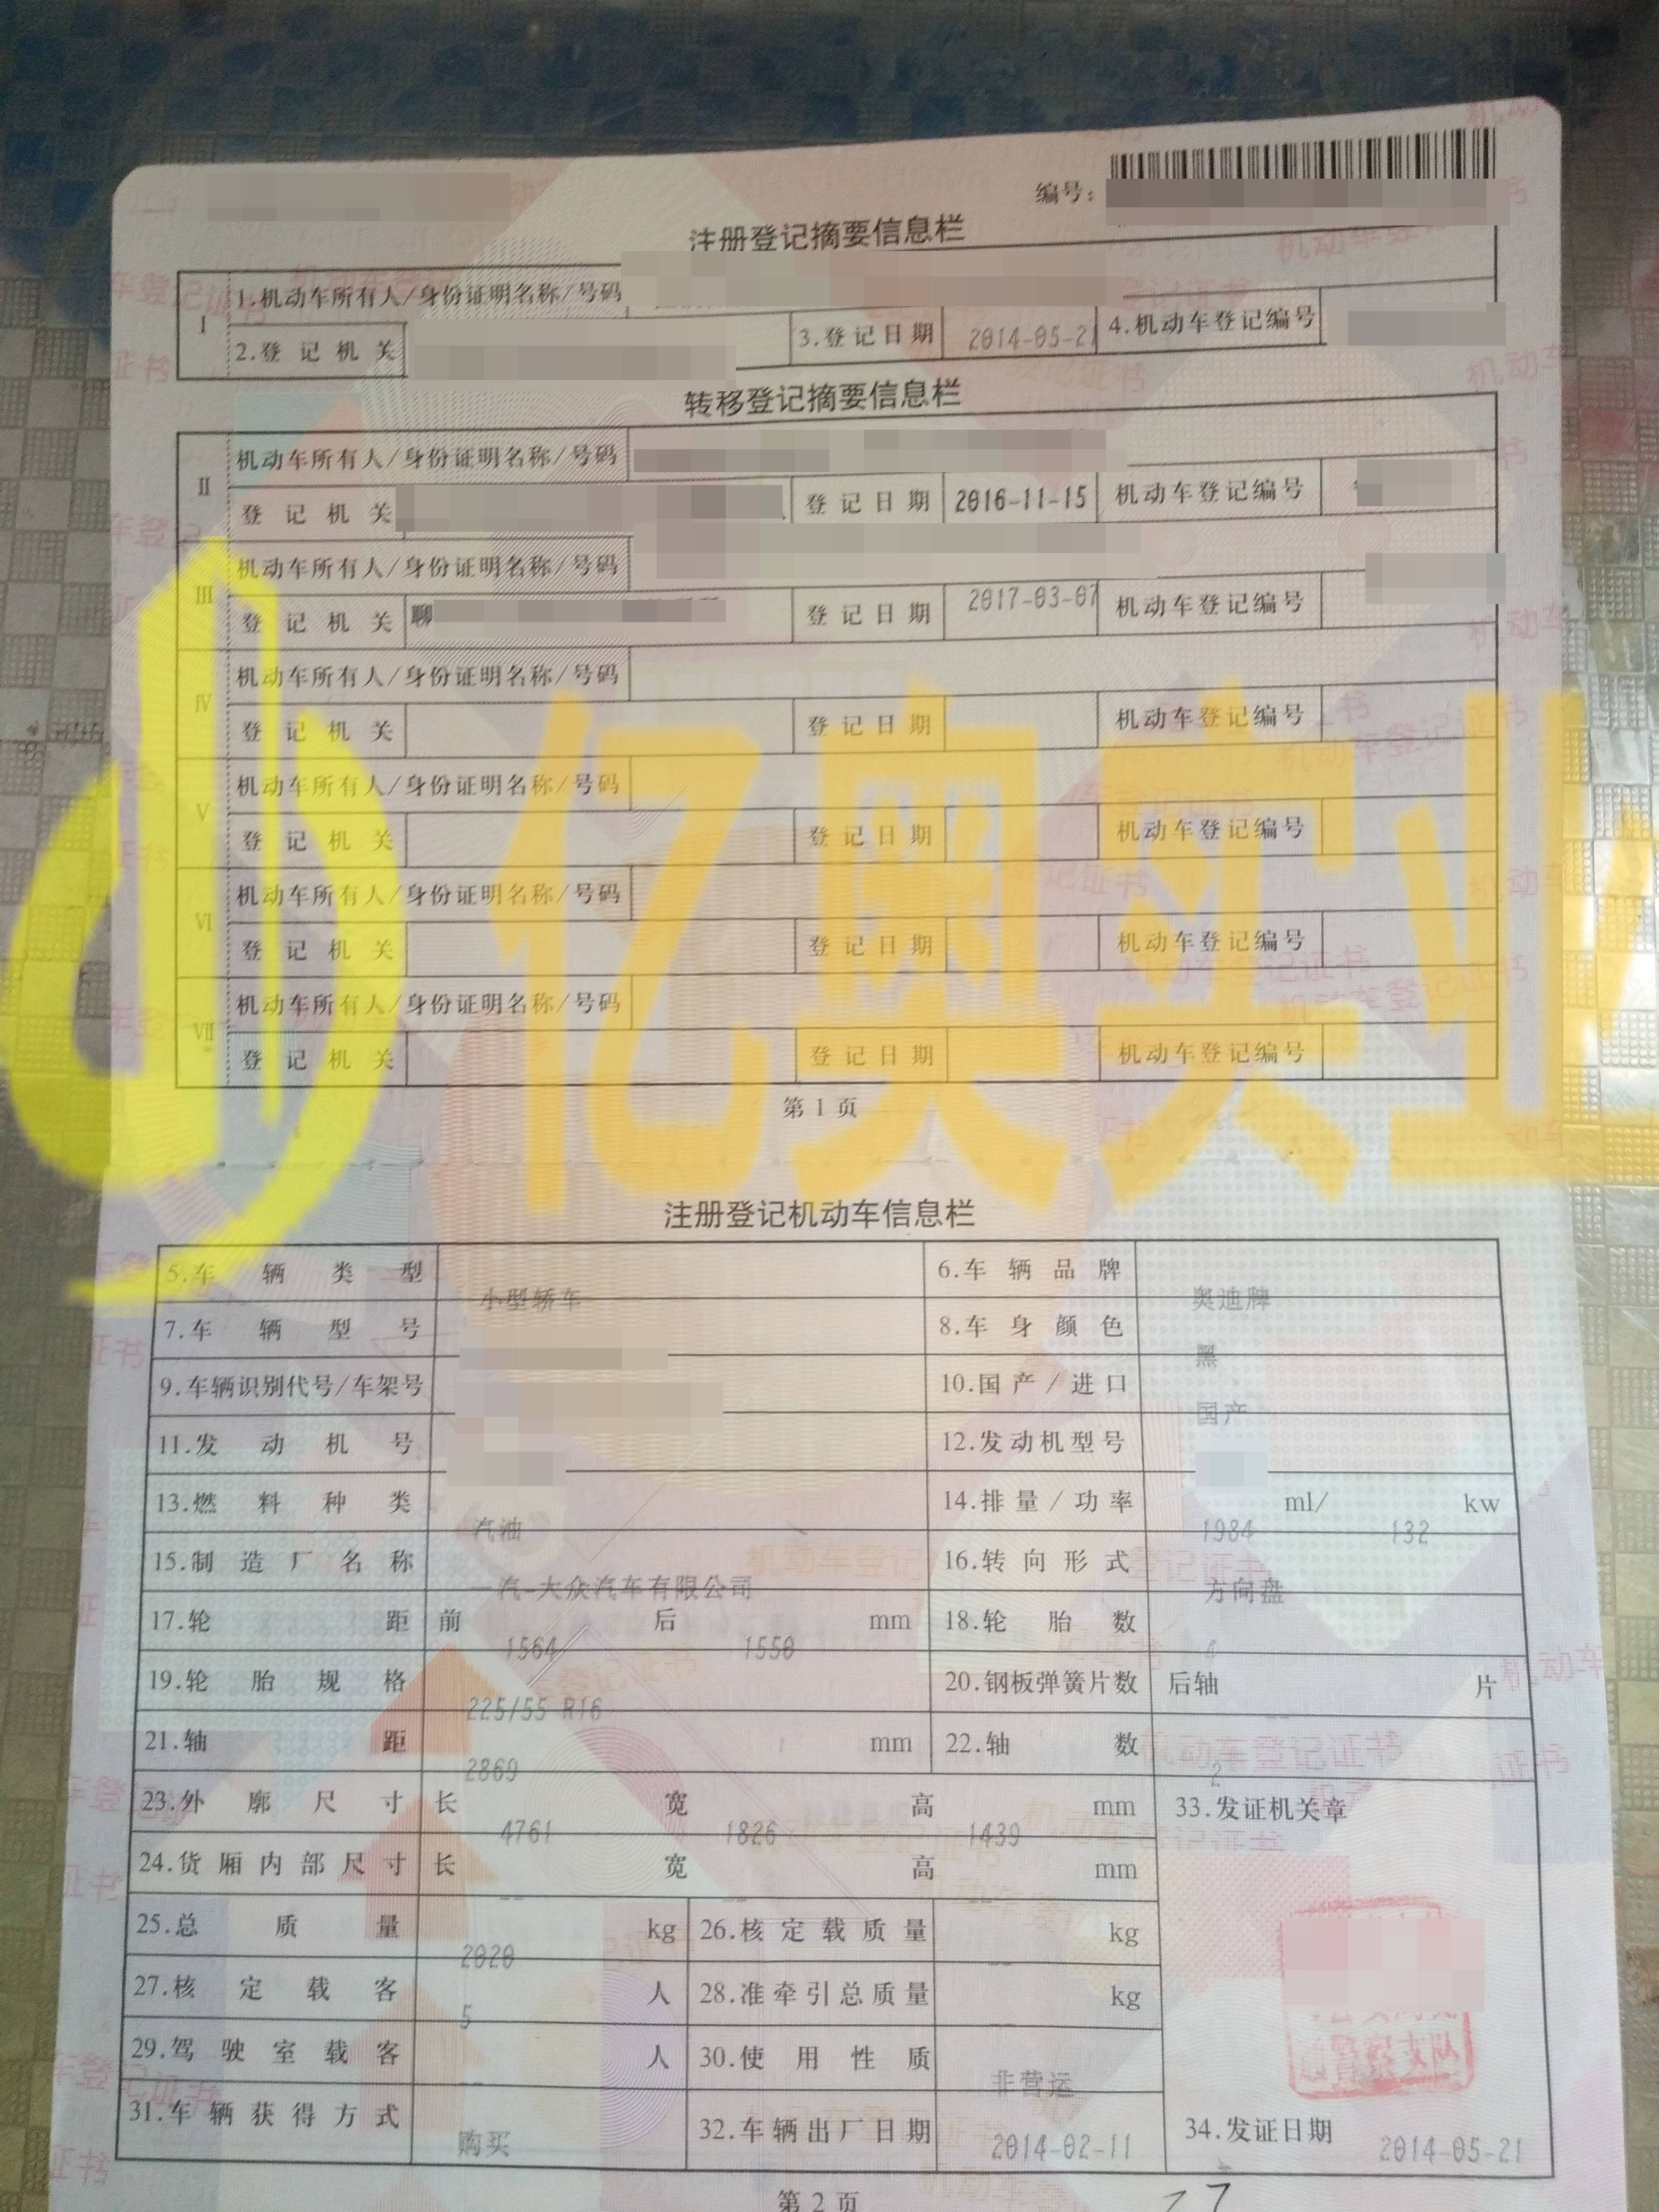 编号：
注册登记摘要信息栏
Ⅰ 1.机动车所有人/身份证明名称/号码
2.登记机关 3.登记日期 2014-05-21 4.机动车登记编号
转移登记摘要信息栏
Ⅱ 机动车所有人/身份证明名称/号码
登记机关 登记日期 2016-11-15 机动车登记编号
Ⅲ 机动车所有人/身份证明名称/号码
登记机关 聊 登记日期 2017-03-07 机动车登记编号
Ⅳ 机动车所有人/身份证明名称/号码
登记机关 登记日期 机动车登记编号
Ⅴ 机动车所有人/身份证明名称/号码
登记机关 登记日期 机动车登记编号
Ⅵ 机动车所有人/身份证明名称/号码
登记机关 登记日期 机动车登记编号
Ⅶ 机动车所有人/身份证明名称/号码
登记机关 登记日期 机动车登记编号
亿奥实业
第1页
注册登记机动车信息栏
5.车辆类型 小型轿车 6.车辆品牌 奥迪牌
7.车辆型号 8.车身颜色 黑
9.车辆识别代号/车架号 10.国产/进口 国产
11.发动机号 12.发动机型号
13.燃料种类 汽油 14.排量/功率 1984 ml/ 132 kw
15.制造厂名称 一汽-大众汽车有限公司 16.转向形式 方向盘
17.轮距 前 1564 后 1550 mm 18.轮胎数 4
19.轮胎规格 225/55 R16 20.钢板弹簧片数 后轴 -- 片
21.轴距 2869 mm 22.轴数 2
23.外廓尺寸 长 4761 宽 1826 高 1439 mm 33.发证机关章
24.货厢内部尺寸 长 -- 宽 -- 高 -- mm
25.总质量 2020 kg 26.核定载质量 -- kg
27.核定载客 5 人 28.准牵引总质量 -- kg
29.驾驶室载客 -- 人 30.使用性质 非营运
31.车辆获得方式 购买 32.车辆出厂日期 2014-02-11 34.发证日期 2014-05-21
警察支队
第2页